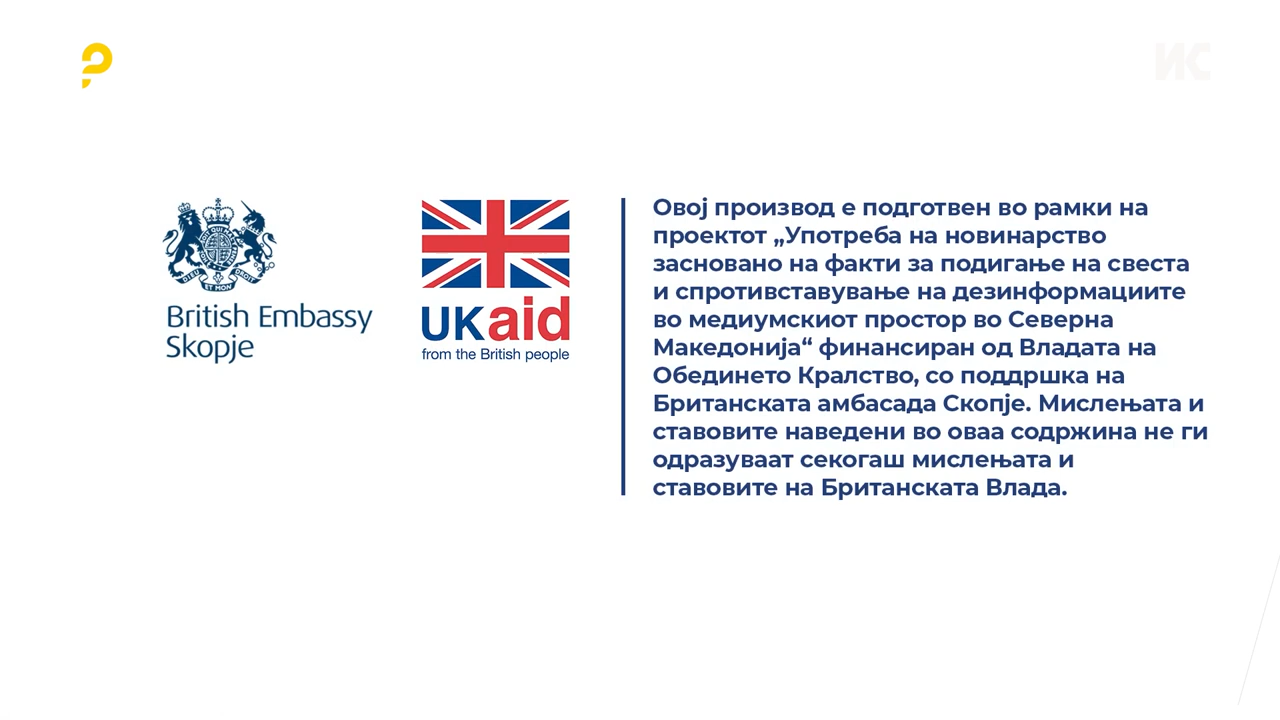 ИС
British Embassy
Skopje
UKaid
from the British people
Овој производ е подготвен во рамки на
проектот „Употреба на новинарство
засновано на факти за подигање на свеста
и спротивставување на дезинформациите
во медиумскиот простор во Северна
Македонија“ финансиран од Владата на
Обединето Кралство, со поддршка на
Британската амбасада Скопје. Мислењата и
ставовите наведени во оваа содржина не ги
одразуваат секогаш мислењата и
ставовите на Британската Влада.